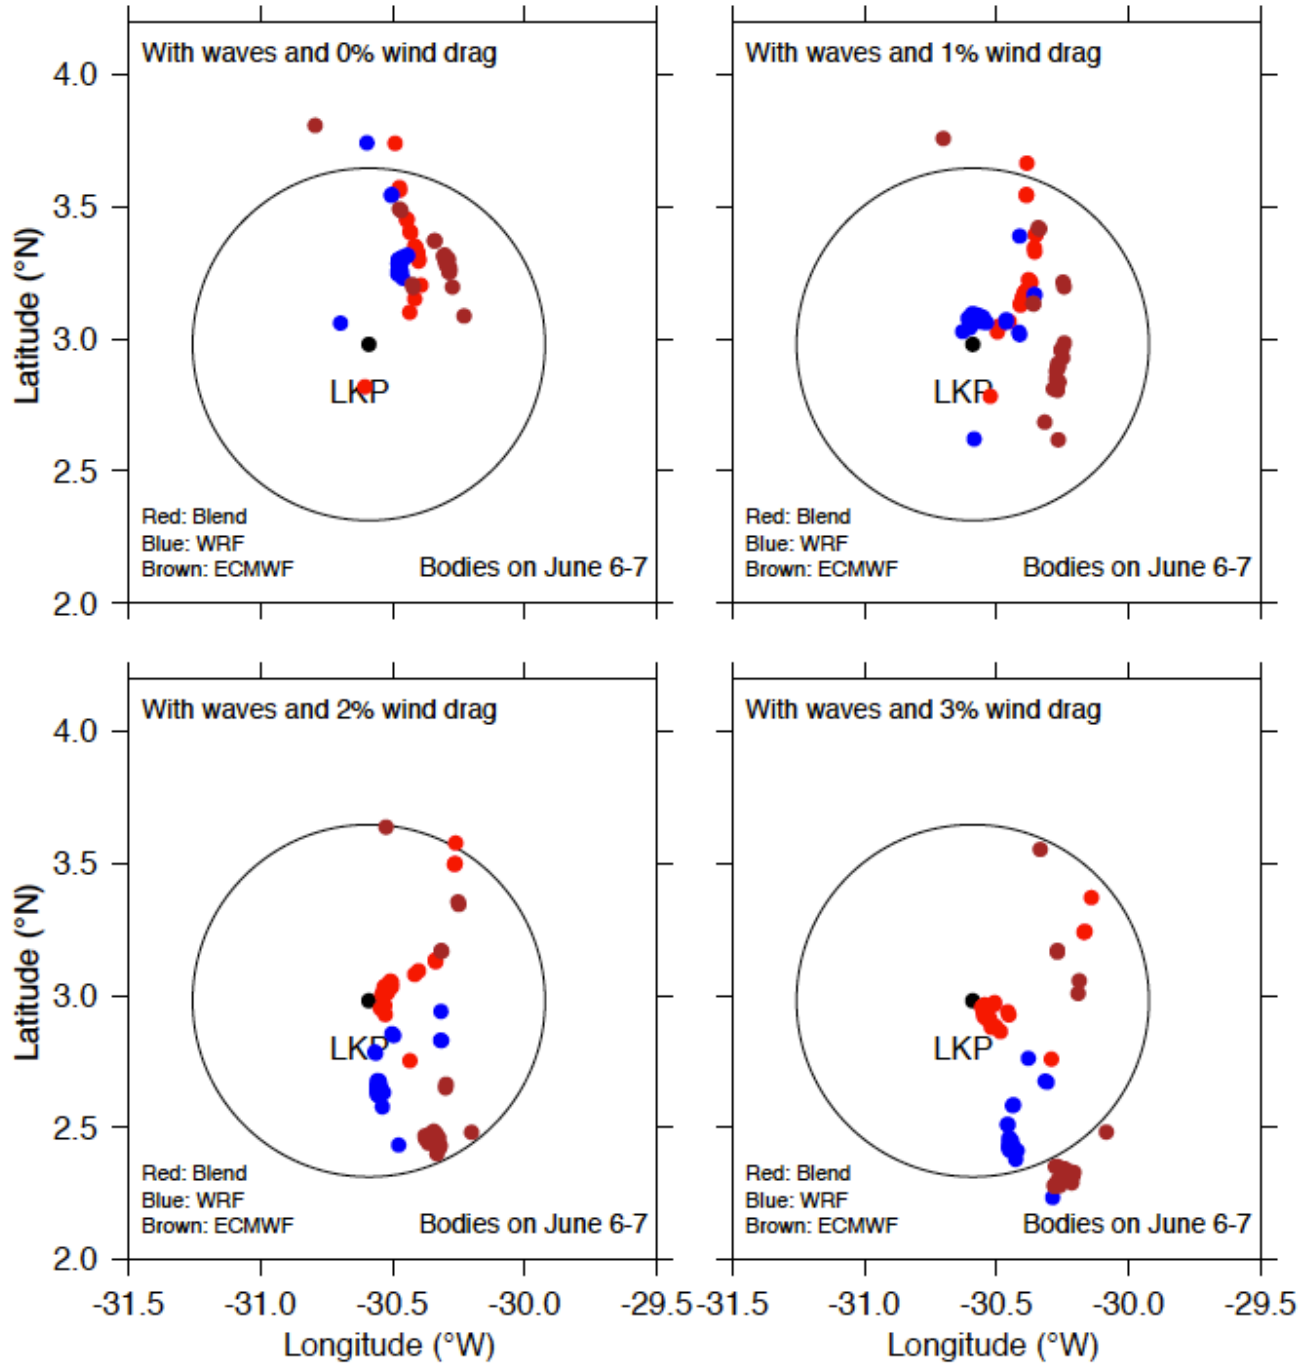 With waves and 0% wind drag
With waves and 1% wind drag
4.0
3.5
3.0
2.5
2.0
Latitude (°N)
LKP
LKP
Red: Blend
Blue: WRF
Brown: ECMWF
Bodies on June 6-7
Red: Blend
Blue: WRF
Brown: ECMWF
Bodies on June 6-7
With waves and 2% wind drag
With waves and 3% wind drag
4.0
3.5
3.0
2.5
2.0
Latitude (°N)
LKP
LKP
Red: Blend
Blue: WRF
Brown: ECMWF
Bodies on June 6-7
Red: Blend
Blue: WRF
Brown: ECMWF
Bodies on June 6-7
-31.5 -31.0 -30.5 -30.0 -29.5
-31.5 -31.0 -30.5 -30.0 -29.5
Longitude (°W)
Longitude (°W)